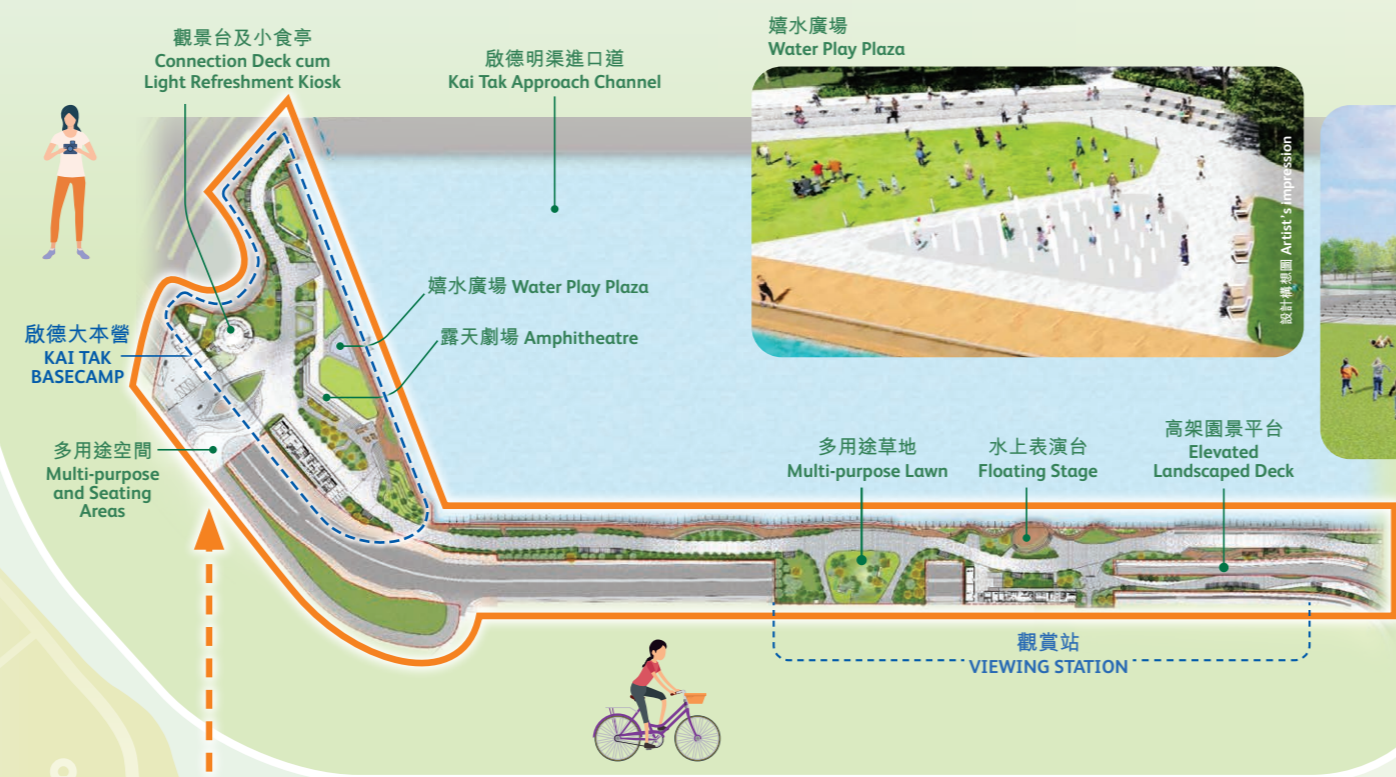 觀景台及小食亭
Connection Deck cum
Light Refreshment Kiosk
啟德明渠進口道
Kai Tak Approach Channel
嬉水廣場
Water Play Plaza
設計構想圖 Artist's impression
嬉水廣場 Water Play Plaza
露天劇場 Amphitheatre
啟德大本營
KAI TAK
BASECAMP
多用途空間
Multi-purpose
and Seating
Areas
多用途草地
Multi-purpose Lawn
水上表演台
Floating Stage
高架園景平台
Elevated
Landscaped Deck
觀賞站
VIEWING STATION